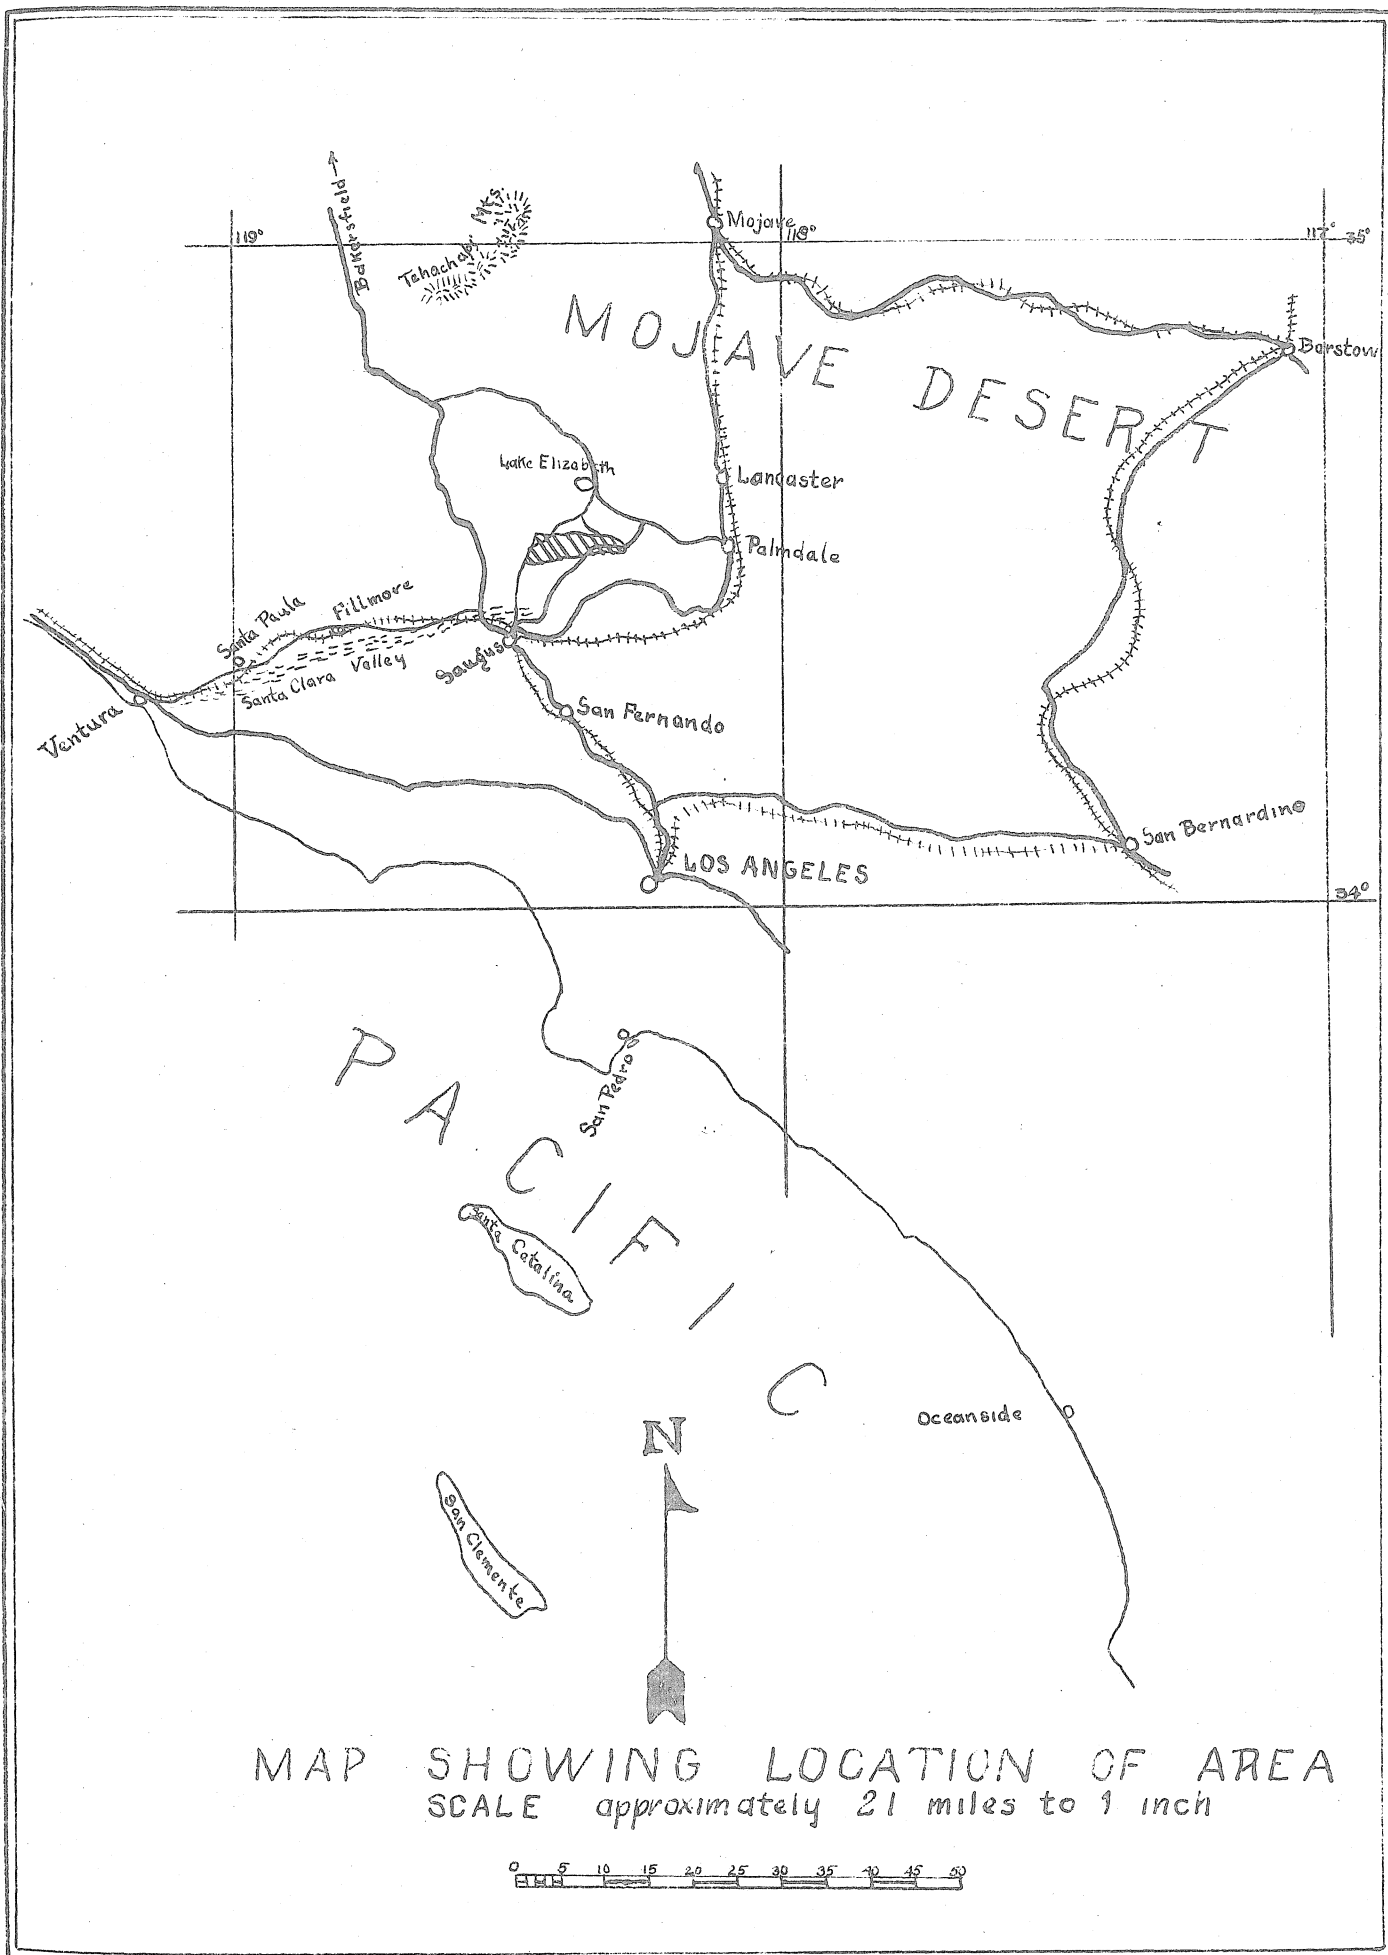 Bakersfield
Tehachapi Mts.
Mojave
119°
118°
117°
35°
MOJAVE DESERT
Barstow
Lake Elizabeth
Lancaster
Palmdale
Santa Paula
Fillmore
Santa Clara Valley
Saugus
Ventura
San Fernando
San Bernardino
LOS ANGELES
34°
PACIFIC
San Pedro
Santa Catalina
Oceanside
N
San Clemente
MAP SHOWING LOCATION OF AREA
SCALE approximately 21 miles to 1 inch
0 5 10 15 20 25 30 35 40 45 50